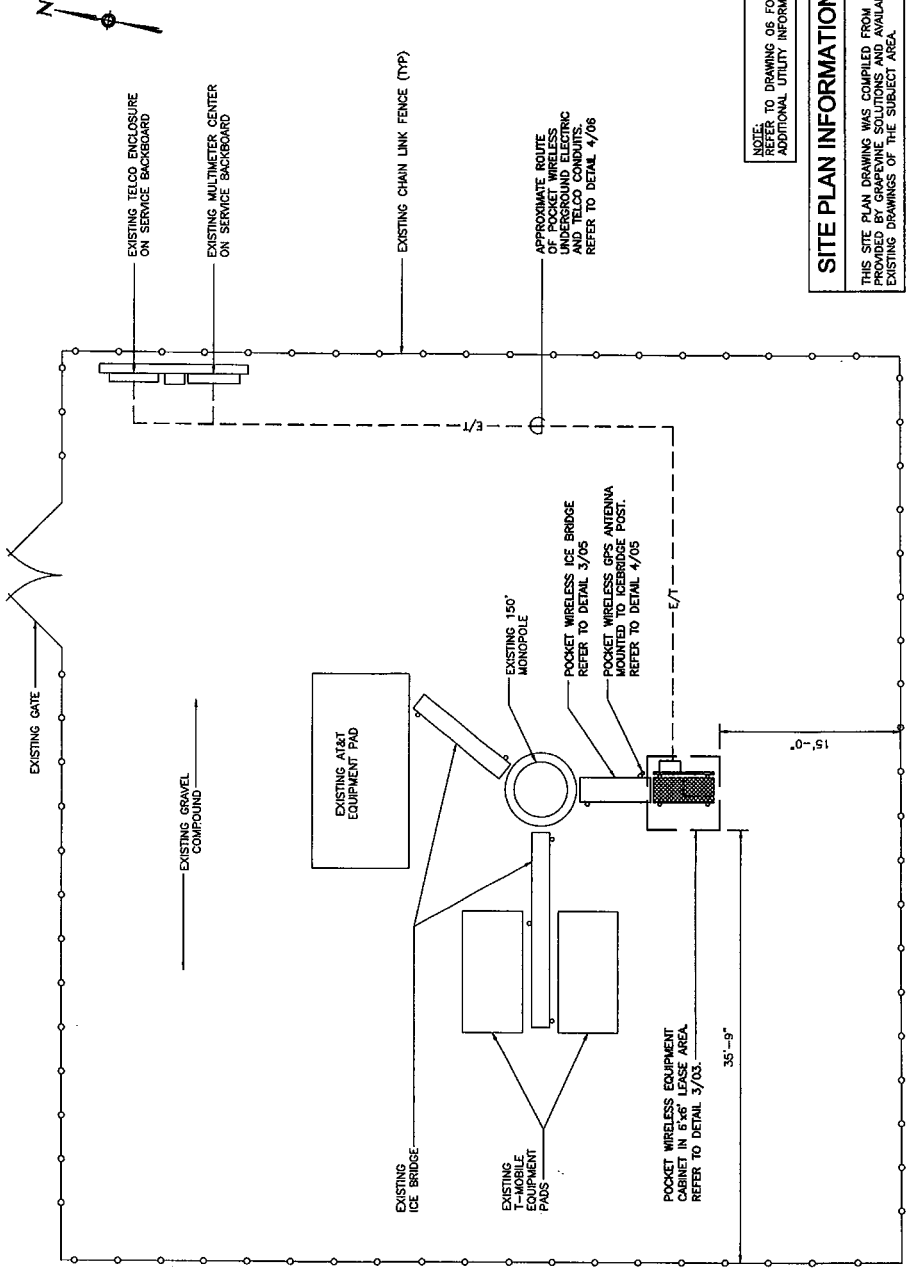 N
EXISTING TELCO ENCLOSURE
ON SERVICE BACKBOARD
EXISTING MULTIMETER CENTER
ON SERVICE BACKBOARD
EXISTING CHAIN LINK FENCE (TYP)
APPROXIMATE ROUTE
OF POCKET WIRELESS
UNDERGROUND ELECTRIC
AND TELCO CONDUITS.
REFER TO DETAIL 4/06
NOTE:
REFER TO DRAWING 06 FO
ADDITIONAL UTILITY INFORM
SITE PLAN INFORMATION
THIS SITE PLAN DRAWING WAS COMPILED FROM
PROVIDED BY GRAPEVINE SOLUTIONS AND AVAILA
EXISTING DRAWINGS OF THE SUBJECT AREA.
EXISTING GATE
EXISTING GRAVEL
COMPOUND
E/T
EXISTING AT&T
EQUIPMENT PAD
EXISTING 150'
MONOPOLE
POCKET WIRELESS ICE BRIDGE
REFER TO DETAIL 3/05
POCKET WIRELESS GPS ANTENNA
MOUNTED TO ICEBRIDGE POST.
REFER TO DETAIL 4/05
E/T
15'-0"
EXISTING
ICE BRIDGE
EXISTING
T-MOBILE
EQUIPMENT
PADS
POCKET WIRELESS EQUIPMENT
CABINET IN 6'x6' LEASE AREA.
REFER TO DETAIL 3/03.
35'-9"